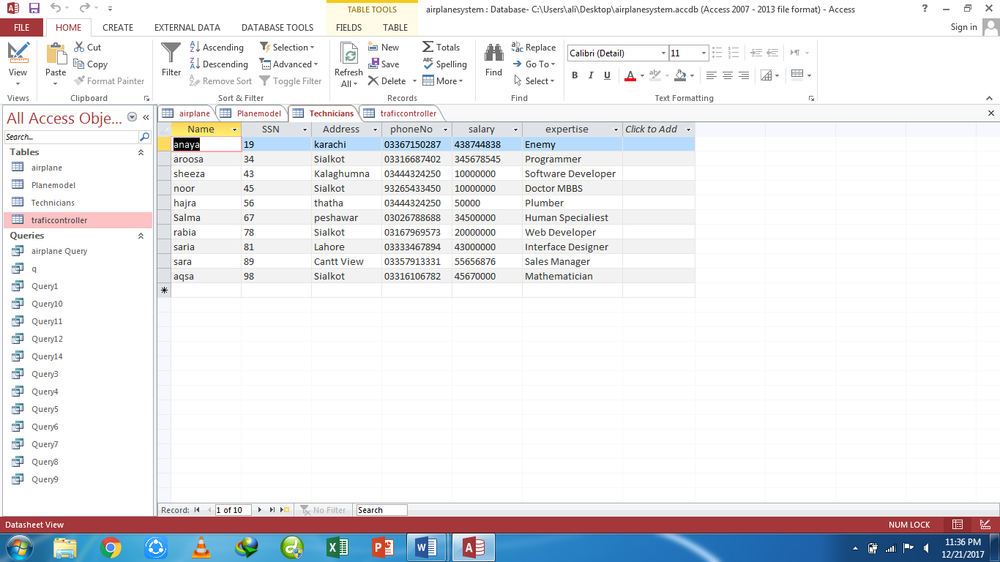 TABLE TOOLS
airplanesystem : Database- C:\Users\ali\Desktop\airplanesystem.accdb (Access 2007 - 2013 file format) - Access
FILE HOME CREATE EXTERNAL DATA DATABASE TOOLS FIELDS TABLE Sign in
View Paste Cut Copy Format Painter
Filter Ascending Descending Remove Sort Selection Advanced Toggle Filter
Refresh All New Save Delete Totals Spelling More
Find Replace Go To Select
Calibri (Detail) 11
B I U A
Views Clipboard Sort & Filter Records Find Text Formatting
All Access Obje...
Search...
Tables
airplane
Planemodel
Technicians
traficcontroller
Queries
airplane Query
q
Query1
Query10
Query11
Query12
Query14
Query3
Query4
Query5
Query6
Query7
Query8
Query9
airplane Planemodel Technicians traficcontroller
Name SSN Address phoneNo salary expertise Click to Add
anaya 19 karachi 03367150287 438744838 Enemy
aroosa 34 Sialkot 03316687402 345678545 Programmer
sheeza 43 Kalaghumna 03444324250 10000000 Software Developer
noor 45 Sialkot 93265433450 10000000 Doctor MBBS
hajra 56 thatha 03444324250 50000 Plumber
Salma 67 peshawar 03026788688 34500000 Human Specialiest
rabia 78 Sialkot 03167969573 20000000 Web Developer
saria 81 Lahore 03333467894 43000000 Interface Designer
sara 89 Cantt View 03357913331 55656876 Sales Manager
aqsa 98 Sialkot 03316106782 45670000 Mathematician
Record: 1 of 10 No Filter Search
Datasheet View NUM LOCK
11:36 PM
12/21/2017